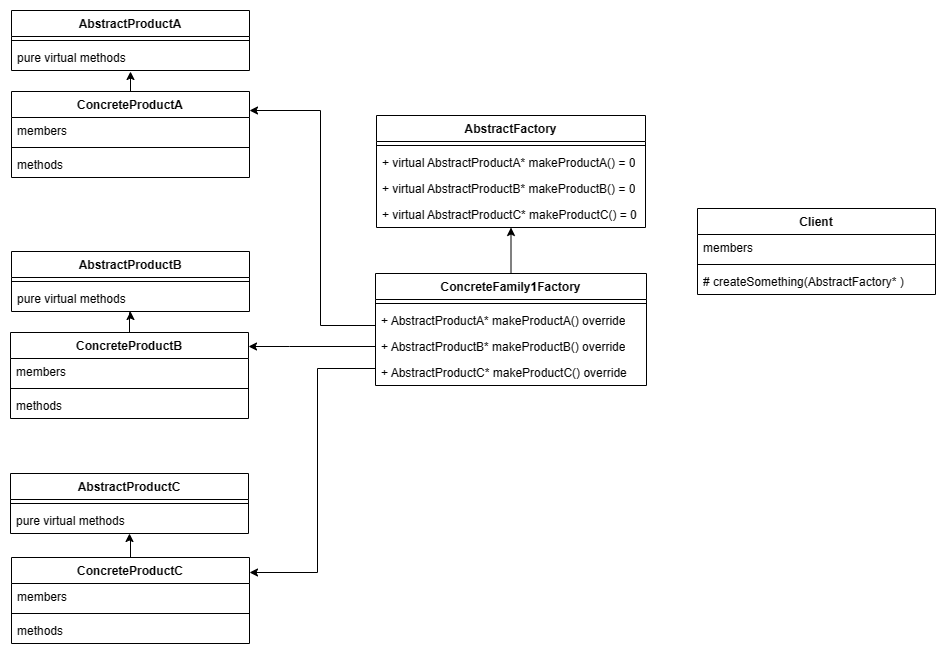 AbstractProductA
pure virtual methods
ConcreteProductA
members
methods
AbstractProductB
pure virtual methods
ConcreteProductB
members
methods
AbstractProductC
pure virtual methods
ConcreteProductC
members
methods
AbstractFactory
+ virtual AbstractProductA* makeProductA() = 0
+ virtual AbstractProductB* makeProductB() = 0
+ virtual AbstractProductC* makeProductC() = 0
ConcreteFamily1Factory
+ AbstractProductA* makeProductA() override
+ AbstractProductB* makeProductB() override
+ AbstractProductC* makeProductC() override
Client
members
# createSomething(AbstractFactory* )